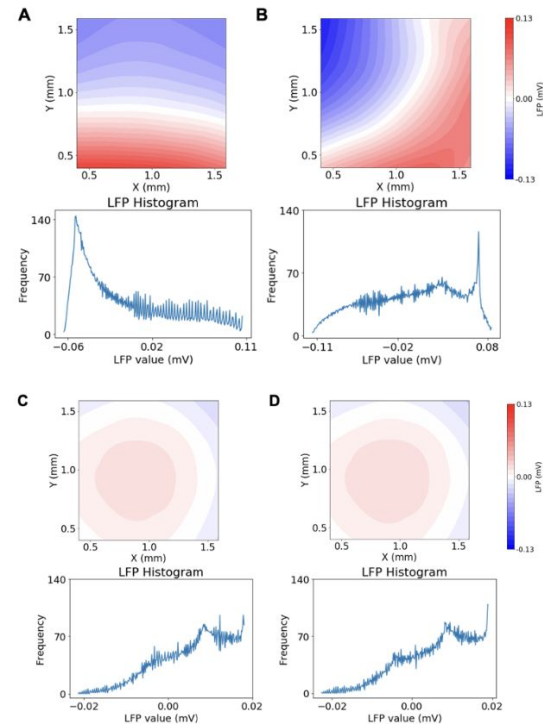 A
B
1.5
1.0
0.5
Y (mm)
0.5
1.0
1.5
X (mm)
1.5
1.0
0.5
Y (mm)
0.5
1.0
1.5
X (mm)
0.13
0.00
-0.13
LFP (mV)
LFP Histogram
140
70
0
Frequency
−0.06
0.02
0.11
LFP value (mV)
LFP Histogram
140
70
0
Frequency
−0.11
−0.02
0.08
LFP value (mV)
C
D
1.5
1.0
0.5
Y (mm)
0.5
1.0
1.5
X (mm)
1.5
1.0
0.5
Y (mm)
0.5
1.0
1.5
X (mm)
0.13
0.00
-0.13
LFP (mV)
LFP Histogram
140
70
0
Frequency
−0.02
0.00
0.02
LFP value (mV)
LFP Histogram
140
70
0
Frequency
−0.02
0.00
0.02
LFP value (mV)